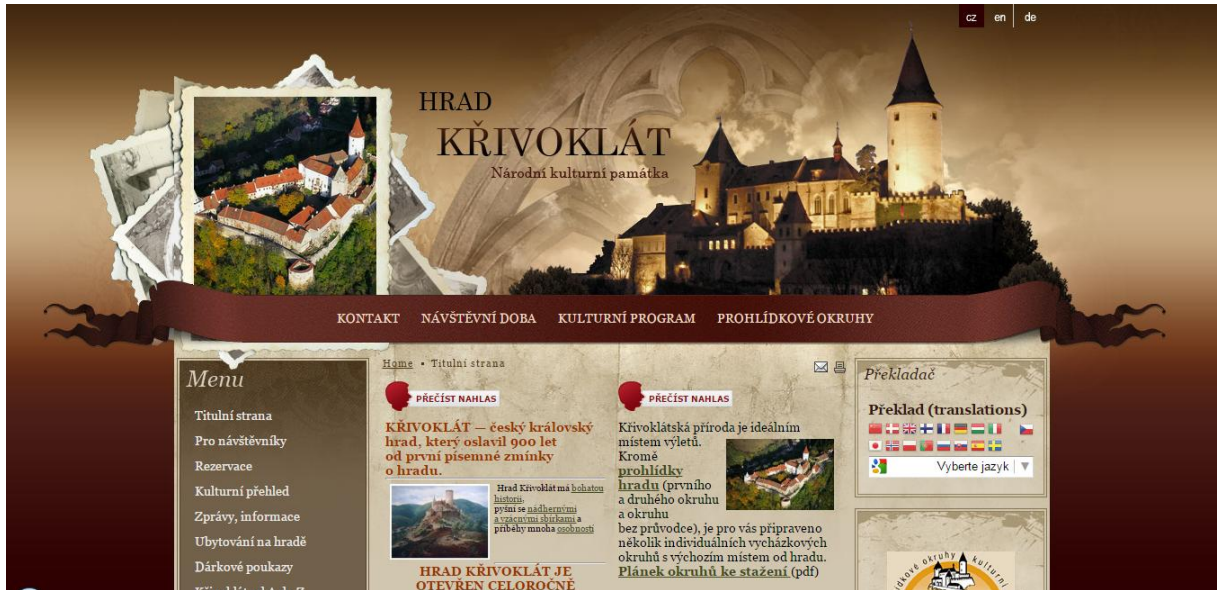 cz en de
HRAD
KŘIVOKLÁT
Národní kulturní památka
KONTAKT NÁVŠTĚVNÍ DOBA KULTURNÍ PROGRAM PROHLÍDKOVÉ OKRUHY
Menu
Titulní strana
Pro návštěvníky
Rezervace
Kulturní přehled
Zprávy, informace
Ubytování na hradě
Dárkové poukazy
Home • Titulní strana
PŘEČÍST NAHLAS
KŘIVOKLÁT — český královský
hrad, který oslavil 900 let
od první písemné zmínky
o hradu.
Hrad Křivoklát má bohatou
historii,
pyšní se nádhernými
a vzácnými sbírkami a
příběhy mnoha osobností
HRAD KŘIVOKLÁT JE
OTEVŘEN CELOROČNĚ
PŘEČÍST NAHLAS
Křivoklátská příroda je ideálním
místem výletů.
Kromě
prohlídky
hradu (prvního
a druhého okruhu
a okruhu
bez průvodce), je pro vás připraveno
několik individuálních vycházkových
okruhů s výchozím místem od hradu.
Plánek okruhů ke stažení (pdf)
Překladač
Překlad (translations)
Vyberte jazyk
okruhy kulturní